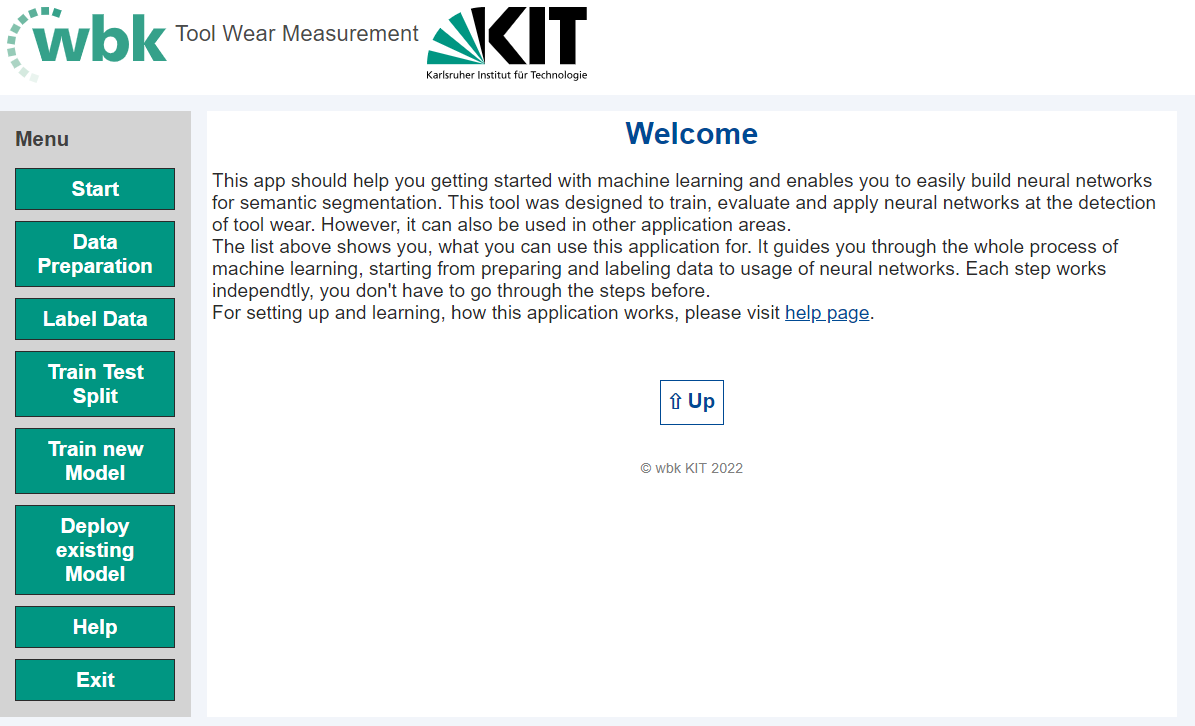 wbk Tool Wear Measurement KIT
Karlsruher Institut für Technologie
Menu
Start
Data
Preparation
Label Data
Train Test
Split
Train new
Model
Deploy
existing
Model
Help
Exit
Welcome
This app should help you getting started with machine learning and enables you to easily build neural networks
for semantic segmentation. This tool was designed to train, evaluate and apply neural networks at the detection
of tool wear. However, it can also be used in other application areas.
The list above shows you, what you can use this application for. It guides you through the whole process of
machine learning, starting from preparing and labeling data to usage of neural networks. Each step works
independtly, you don't have to go through the steps before.
For setting up and learning, how this application works, please visit help page.
⇧ Up
© wbk KIT 2022